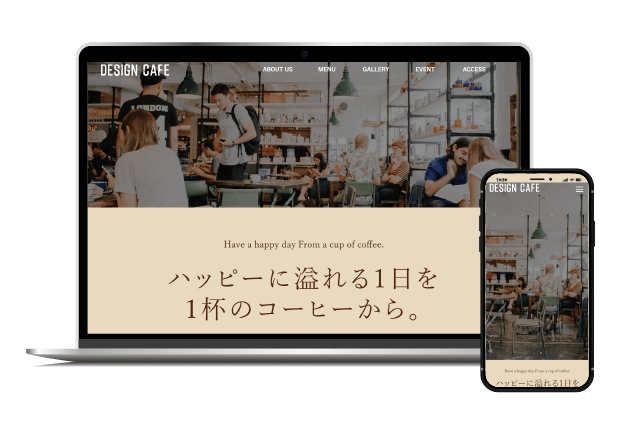 DESIGN CAFE
ABOUT US
MENU
GALLERY
EVENT
ACCESS
LONDON
Have a happy day From a cup of coffee.
ハッピーに溢れる1日を
1杯のコーヒーから。
DESIGN CAFE
Have a happy day From a cup of coffee.
ハッピーに溢れる1日を